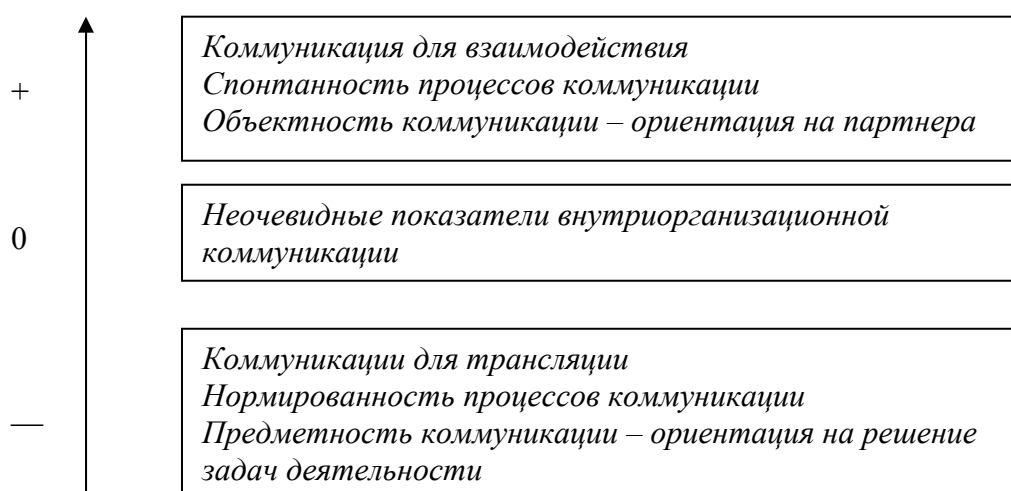 Коммуникация для взаимодействия
+
Спонтанность процессов коммуникации
Объектность коммуникации – ориентация на партнера
Неочевидные показатели внутриорганизационной
0
коммуникации
Коммуникации для трансляции
Нормированность процессов коммуникации
—
Предметность коммуникации – ориентация на решение
задач деятельности